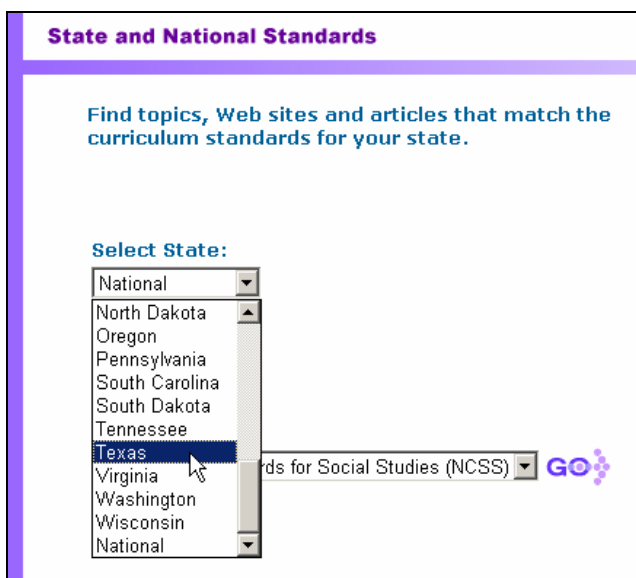 State and National Standards
Find topics, Web sites and articles that match the
curriculum standards for your state.
Select State:
National
North Dakota
Oregon
Pennsylvania
South Carolina
South Dakota
Tennessee
Texas
Virginia
Washington
Wisconsin
National
for Social Studies (NCSS)
GO